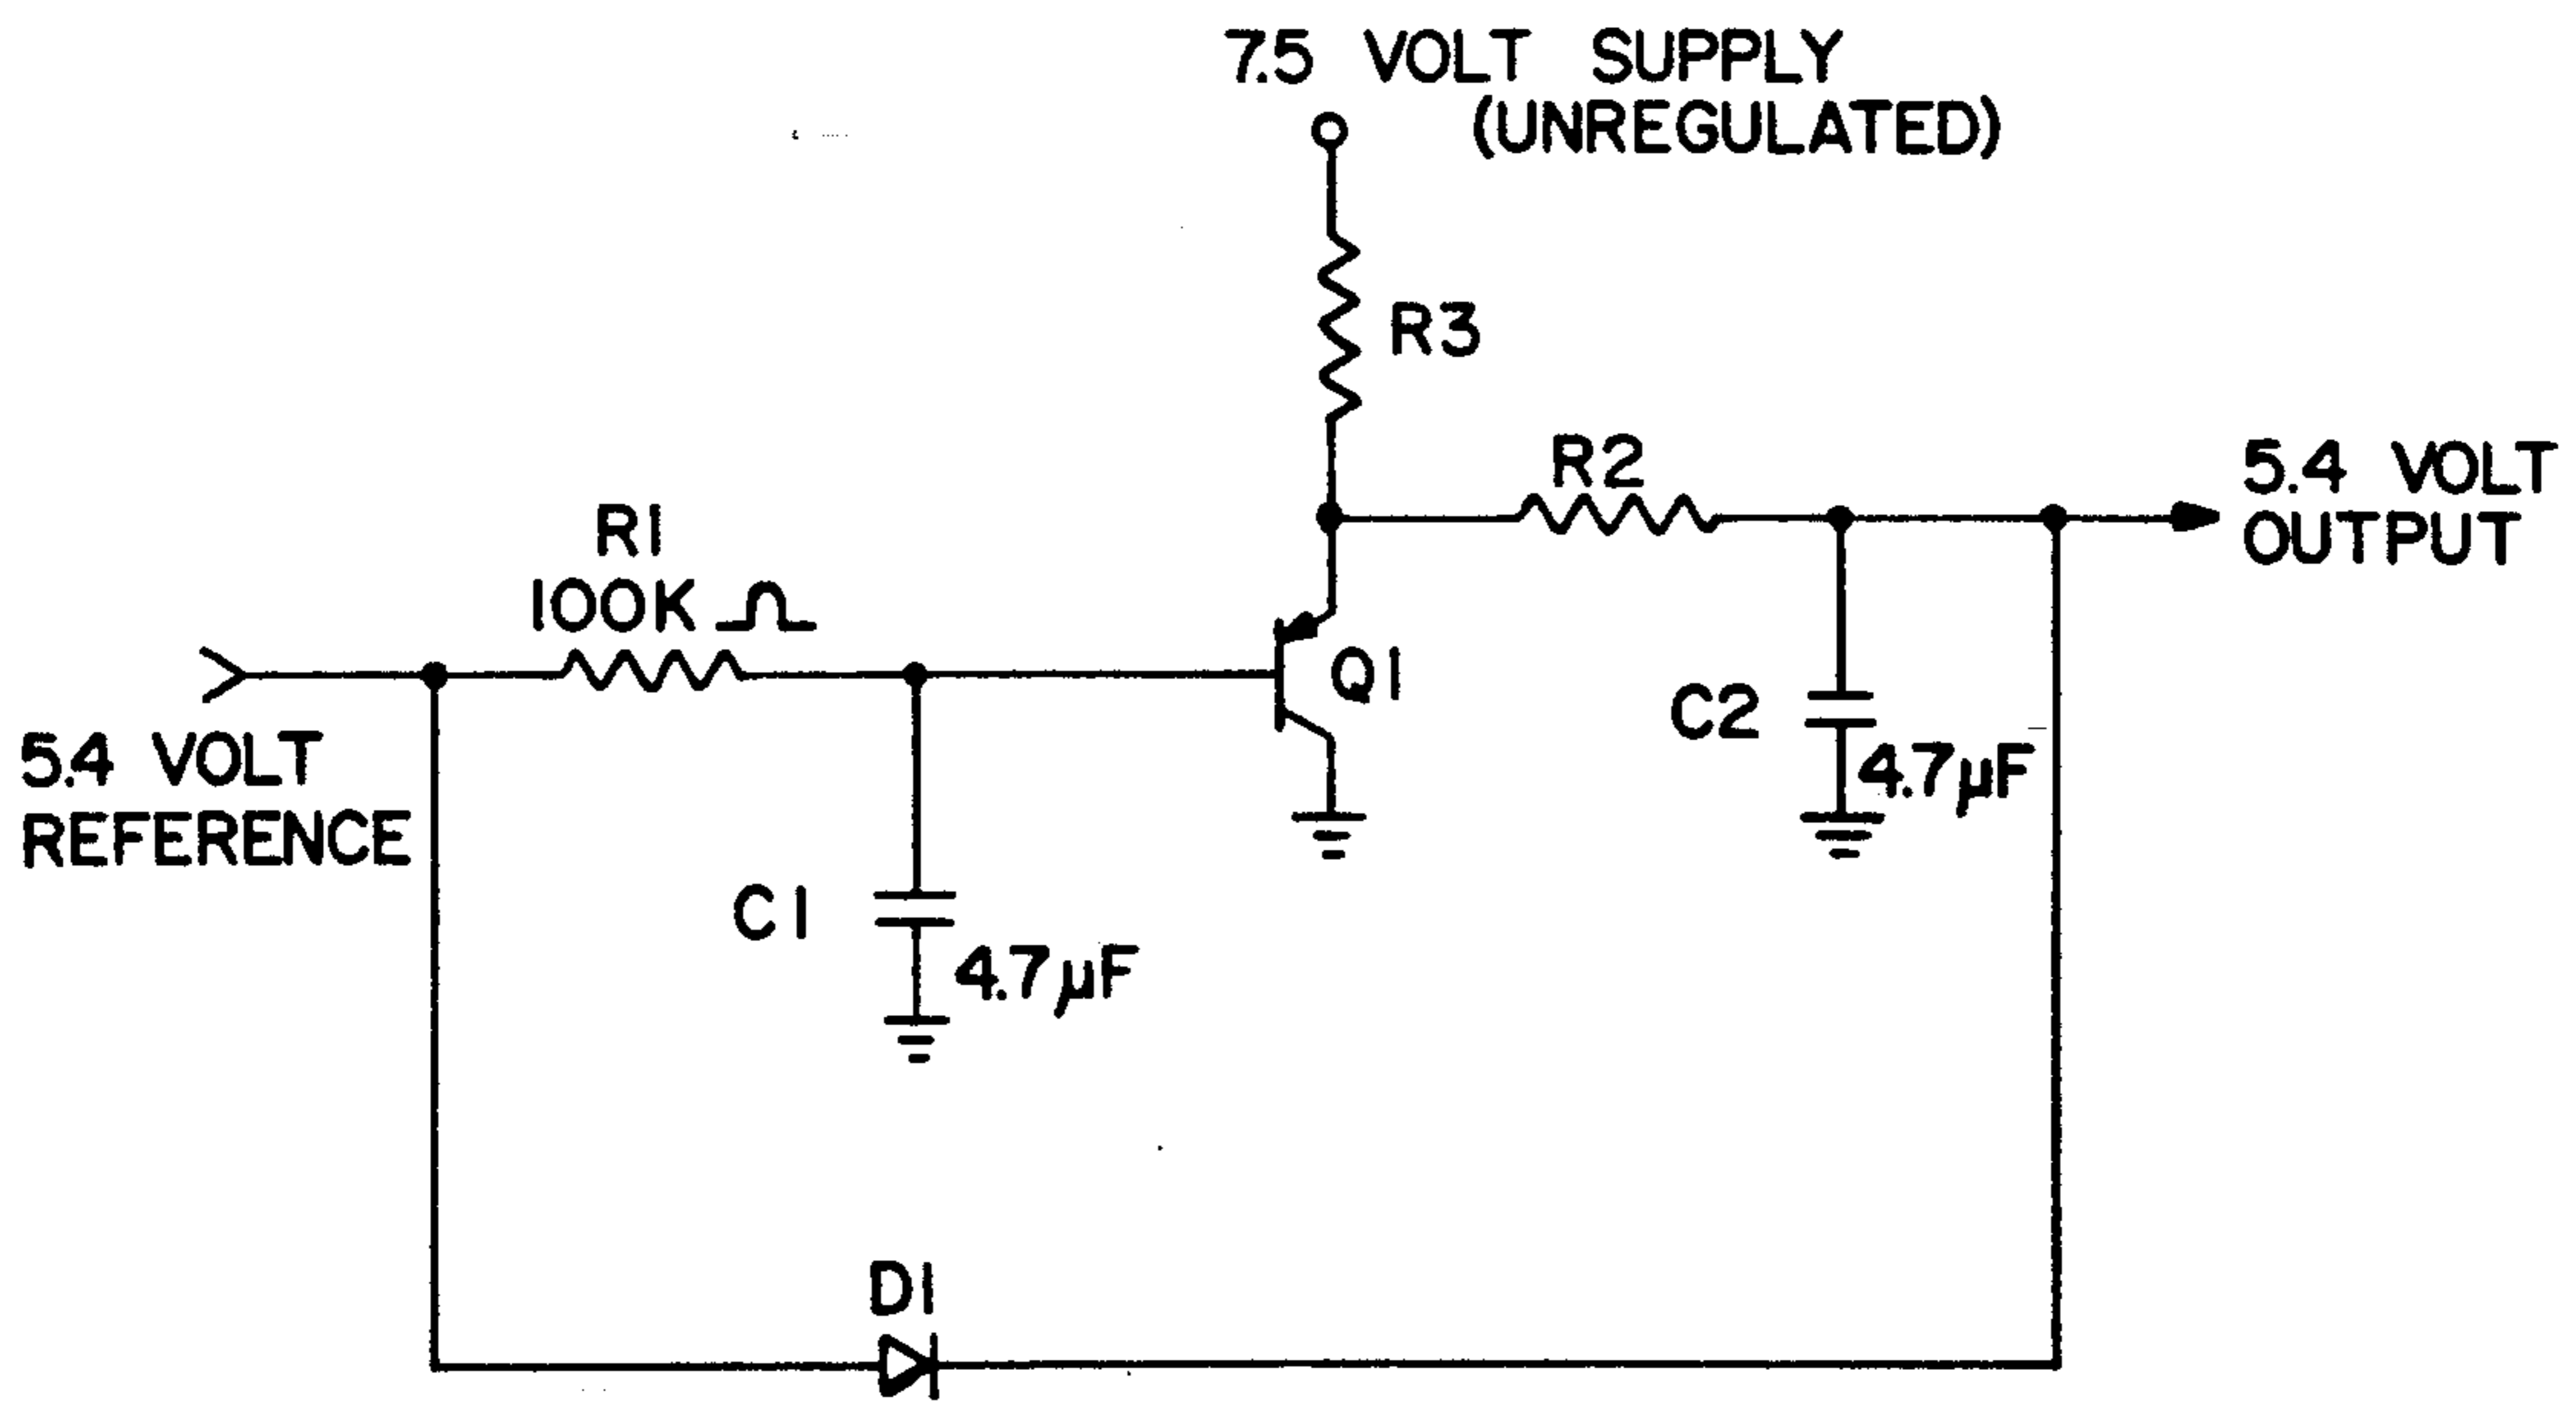 7.5 VOLT SUPPLY
(UNREGULATED)
R3
R2
5.4 VOLT
OUTPUT
R1
100K Ω
Q1
C2
4.7µF
5.4 VOLT
REFERENCE
C1
4.7µF
D1